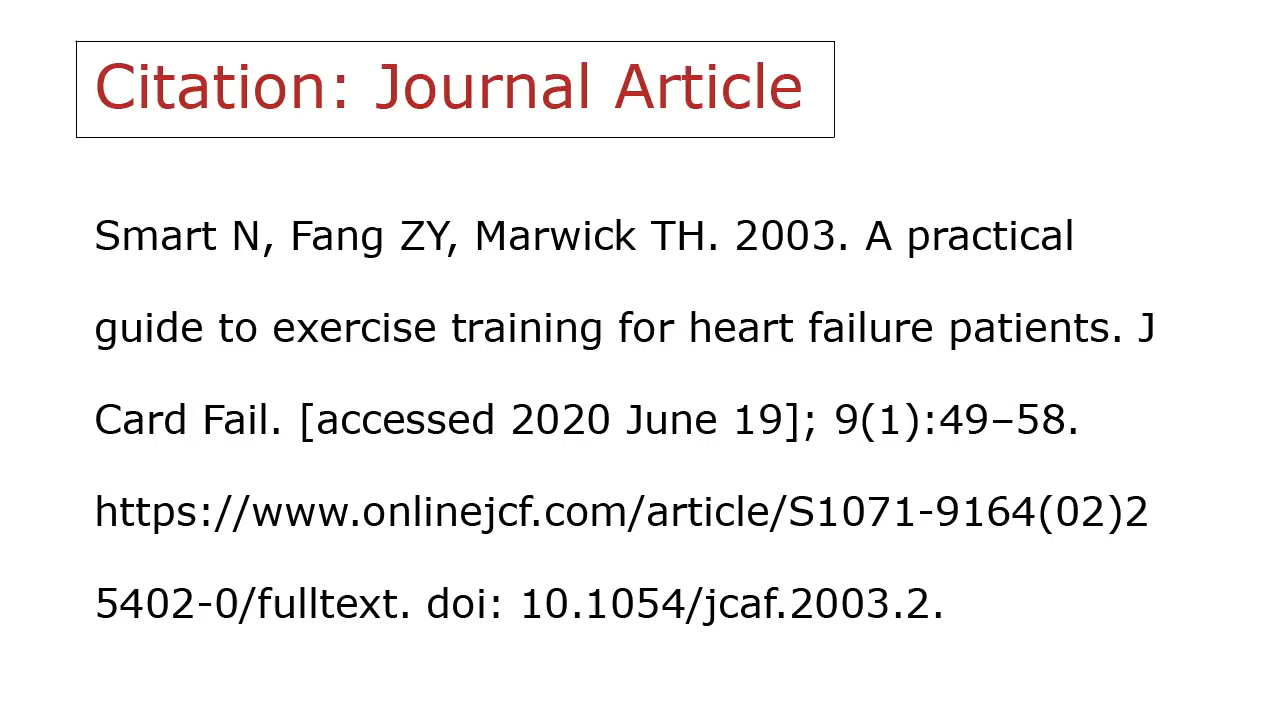 Citation: Journal Article
Smart N, Fang ZY, Marwick TH. 2003. A practical
guide to exercise training for heart failure patients. J
Card Fail. [accessed 2020 June 19]; 9(1):49–58.
https://www.onlinejcf.com/article/S1071-9164(02)2
5402-0/fulltext. doi: 10.1054/jcaf.2003.2.